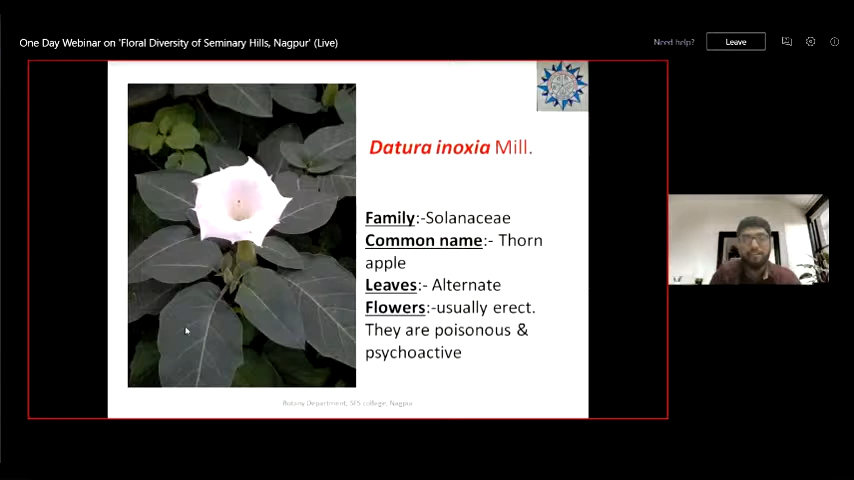 One Day Webinar on 'Floral Diversity of Seminary Hills, Nagpur' (Live)
Need help?
Leave
Datura inoxia Mill.
Family:-Solanaceae
Common name:- Thorn
apple
Leaves:- Alternate
Flowers:-usually erect.
They are poisonous &
psychoactive
Botany Department, SFS college, Nagpur